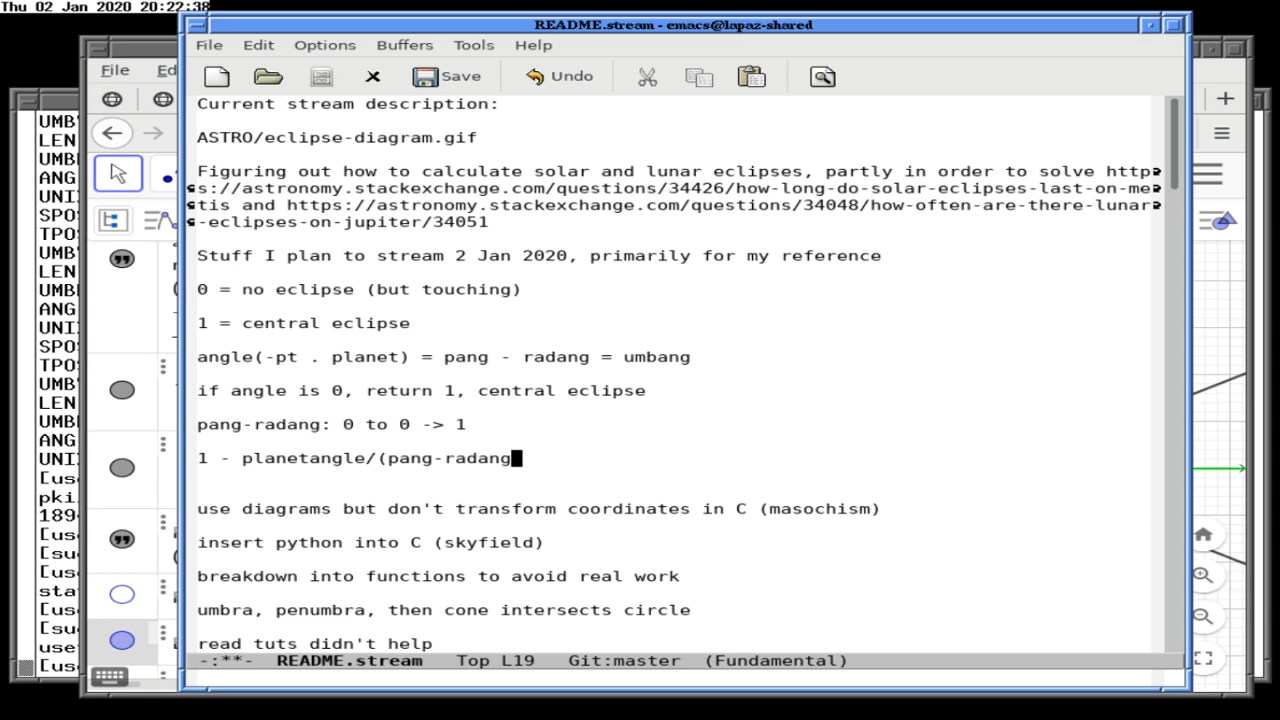 Thu 02 Jan 2020 20:22:38
README.stream - emacs@lapaz-shared
File Edit Options Buffers Tools Help
Save Undo
Current stream description:
ASTRO/eclipse-diagram.gif
Figuring out how to calculate solar and lunar eclipses, partly in order to solve http
s://astronomy.stackexchange.com/questions/34426/how-long-do-solar-eclipses-last-on-me
tis and https://astronomy.stackexchange.com/questions/34048/how-often-are-there-lunar
-eclipses-on-jupiter/34051
Stuff I plan to stream 2 Jan 2020, primarily for my reference
0 = no eclipse (but touching)
1 = central eclipse
angle(-pt . planet) = pang - radang = umbang
if angle is 0, return 1, central eclipse
pang-radang: 0 to 0 -> 1
1 - planetangle/(pang-radang
use diagrams but don't transform coordinates in C (masochism)
insert python into C (skyfield)
breakdown into functions to avoid real work
umbra, penumbra, then cone intersects circle
read tuts didn't help
-:**- README.stream Top L19 Git:master (Fundamental)
File Ed
UMB
LEN
UMB
ANG
UNI
SPO
TPO
UMB
LEN
UMB
ANG
UNI
SPO
TPO
UMB
LEN
UMB
ANG
UNI
[us
pki
189
[us
[su
[us
sta
[us
[su
use
[us